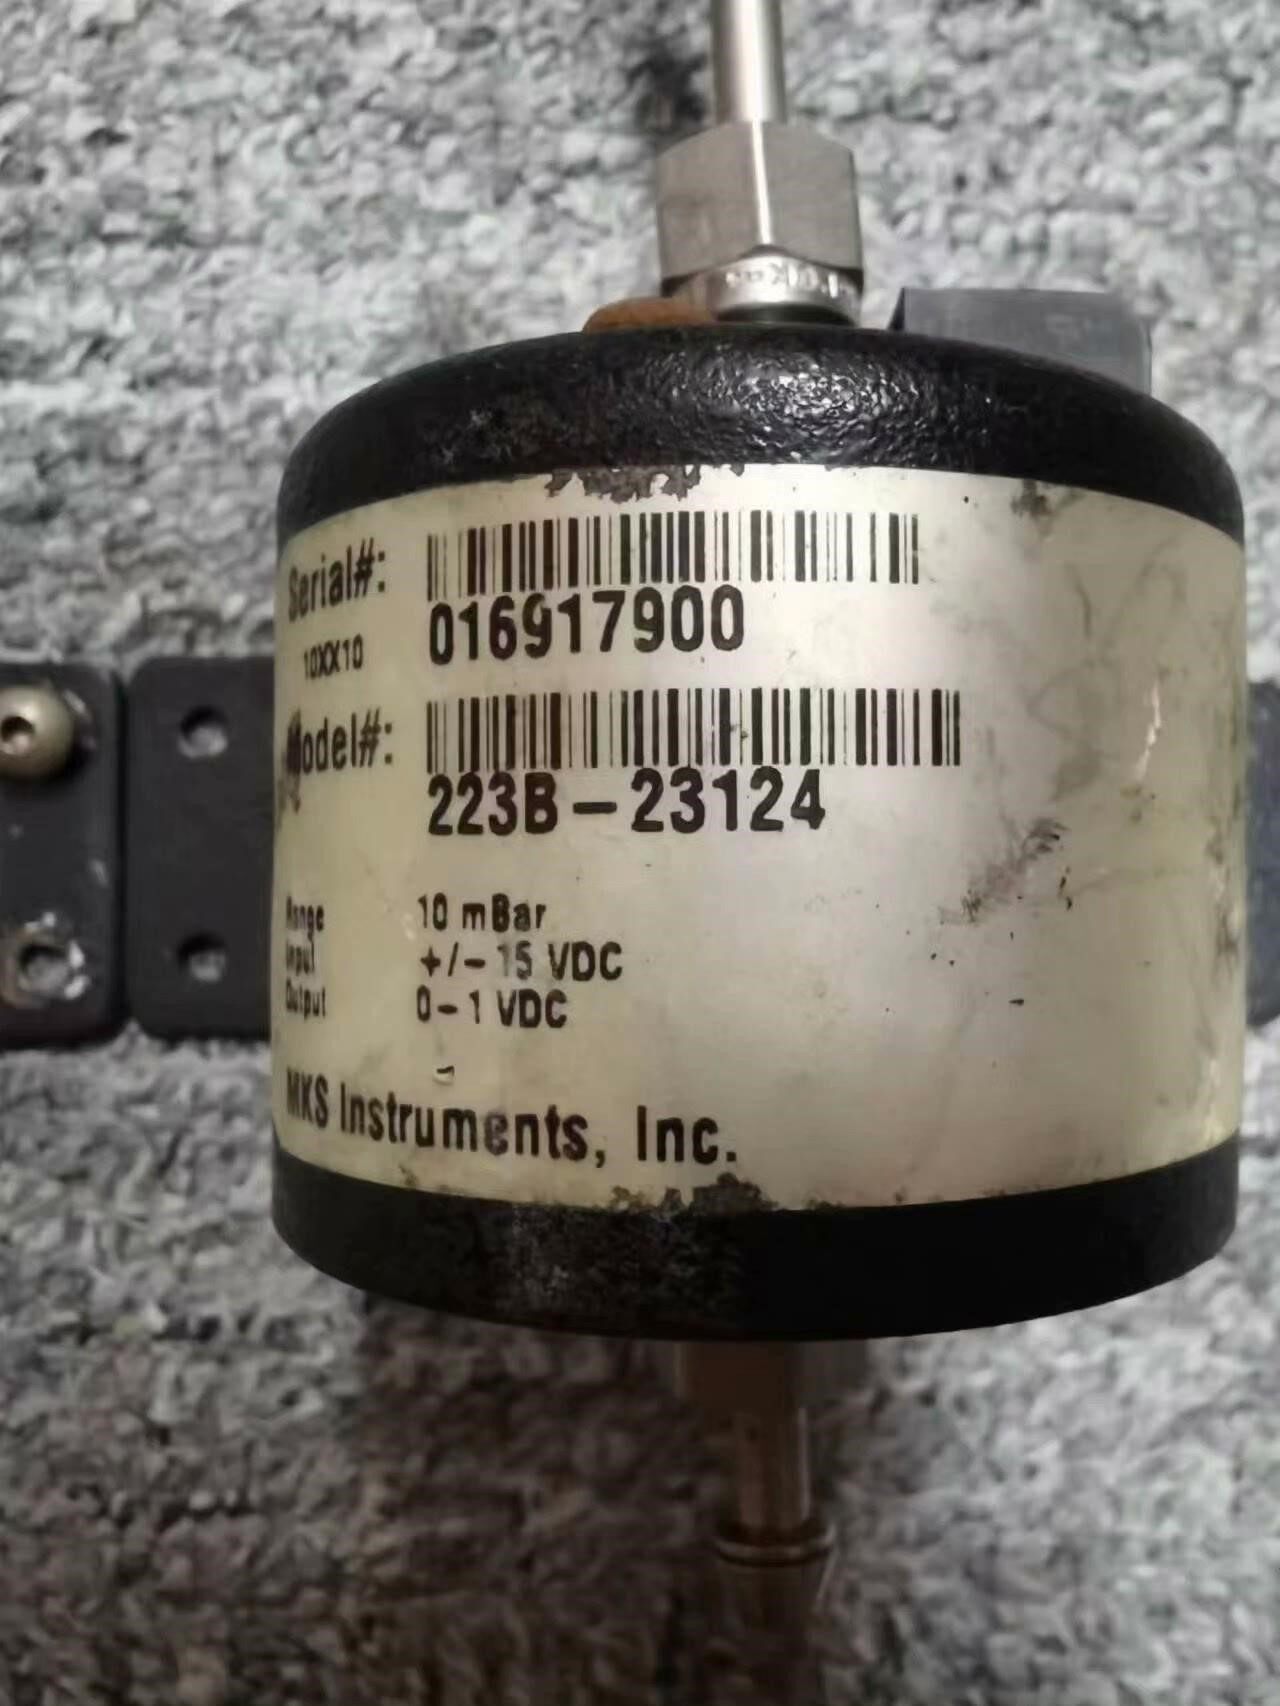 Serial#:
016917900
10XX10
Model#:
223B-23124
Range 10 mBar
Input +/- 15 VDC
Output 0-1 VDC
MKS Instruments, Inc.